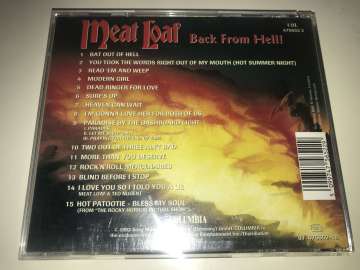 Meat Loaf
Back From Hell!
COL
1 BAT OUT OF HELL
2 YOU TOOK THE WORDS RIGHT OUT OF MY MOUTH (HOT SUMMER NIGHT)
3 READ 'EM AND WEEP
4 MODERN GIRL
5 DEAD RINGER FOR LOVE
6 SURF'S UP
7 HEAVEN CAN WAIT
8 I'M GONNA LOVE HER FOR BOTH OF US
9 PARADISE BY THE DASHBOARD LIGHT
I. PARADISE
10 TWO OUT OF THREE AIN'T BAD
11 MORE THAN YOU DESERVE
12 ROCK'N ROLL MERCENARIES
13 BLIND BEFORE I STOP
14 I LOVE YOU SO I TOLD YOU A LIE
MEAT LOAF & TED NUGENT
15 HOT PATOOTIE - BLESS MY SOUL
(FROM "THE ROCKY HORROR PICTURE SHOW")
COLUMBIA